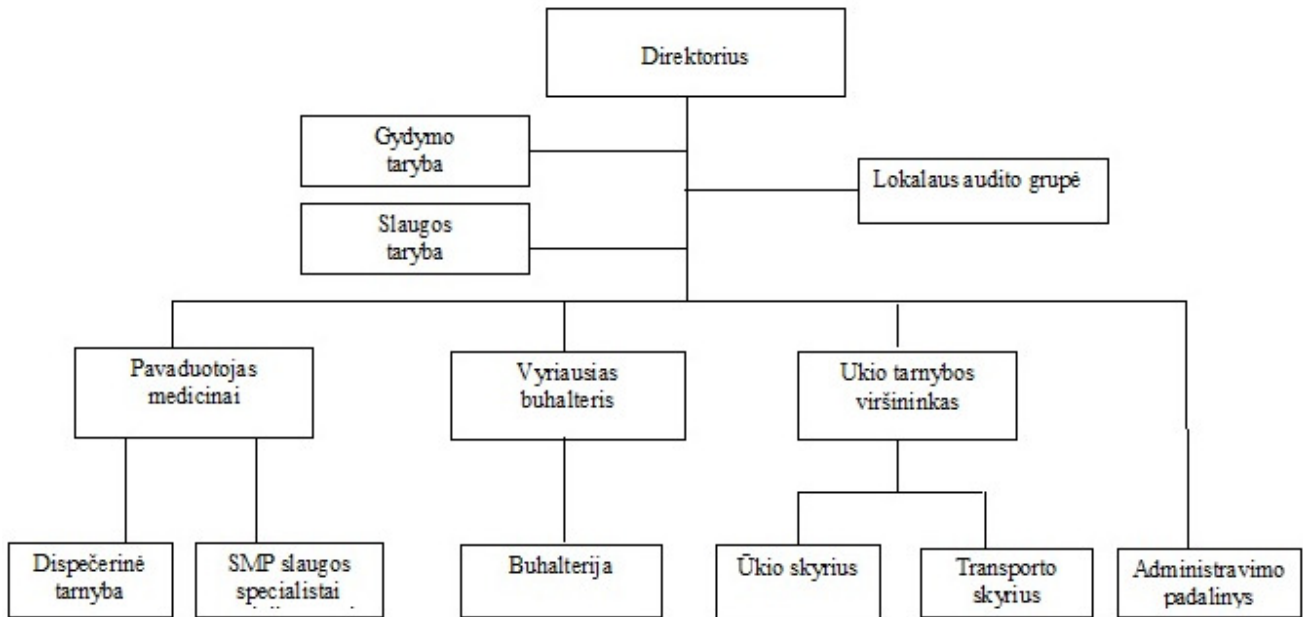 Direktorius
Gydymo
taryba
Lokalaus audito grupė
Slaugos
taryba
Pavaduotojas
medicinai
Vyriausias
buhalteris
Ukio tarnybos
viršininkas
Dispečerinė
tarnyba
SMP slaugos
specialistai
Buhalterija
Ūkio skyrius
Transporto
skyrius
Administravimo
padalinys